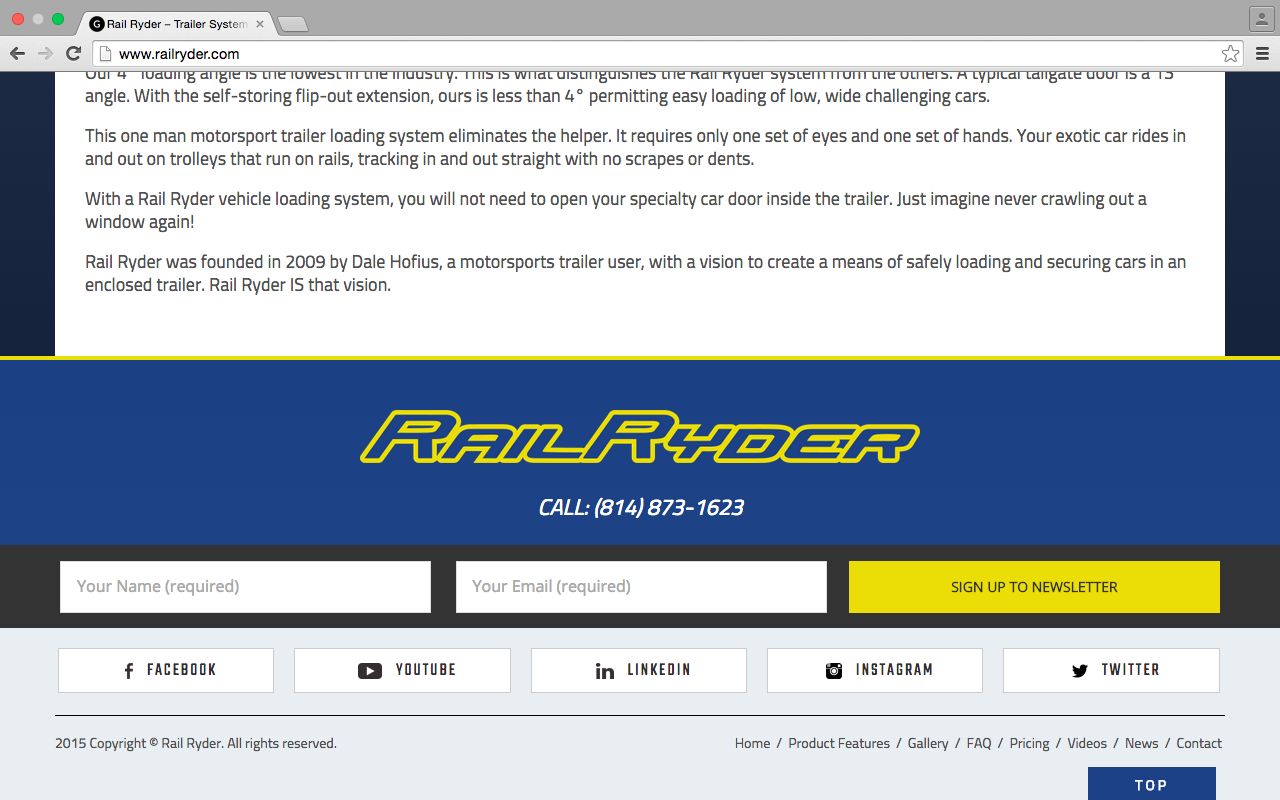 Rail Ryder – Trailer System
www.railryder.com
Our 4° loading angle is the lowest in the industry. This is what distinguishes the Rail Ryder system from the others. A typical tailgate door is a 13°
angle. With the self-storing flip-out extension, ours is less than 4° permitting easy loading of low, wide challenging cars.
This one man motorsport trailer loading system eliminates the helper. It requires only one set of eyes and one set of hands. Your exotic car rides in
and out on trolleys that run on rails, tracking in and out straight with no scrapes or dents.
With a Rail Ryder vehicle loading system, you will not need to open your specialty car door inside the trailer. Just imagine never crawling out a
window again!
Rail Ryder was founded in 2009 by Dale Hofius, a motorsports trailer user, with a vision to create a means of safely loading and securing cars in an
enclosed trailer. Rail Ryder IS that vision.
RAILRYDER
CALL: (814) 873-1623
Your Name (required) Your Email (required) SIGN UP TO NEWSLETTER
FACEBOOK YOUTUBE LINKEDIN INSTAGRAM TWITTER
2015 Copyright © Rail Ryder. All rights reserved. Home / Product Features / Gallery / FAQ / Pricing / Videos / News / Contact
TOP